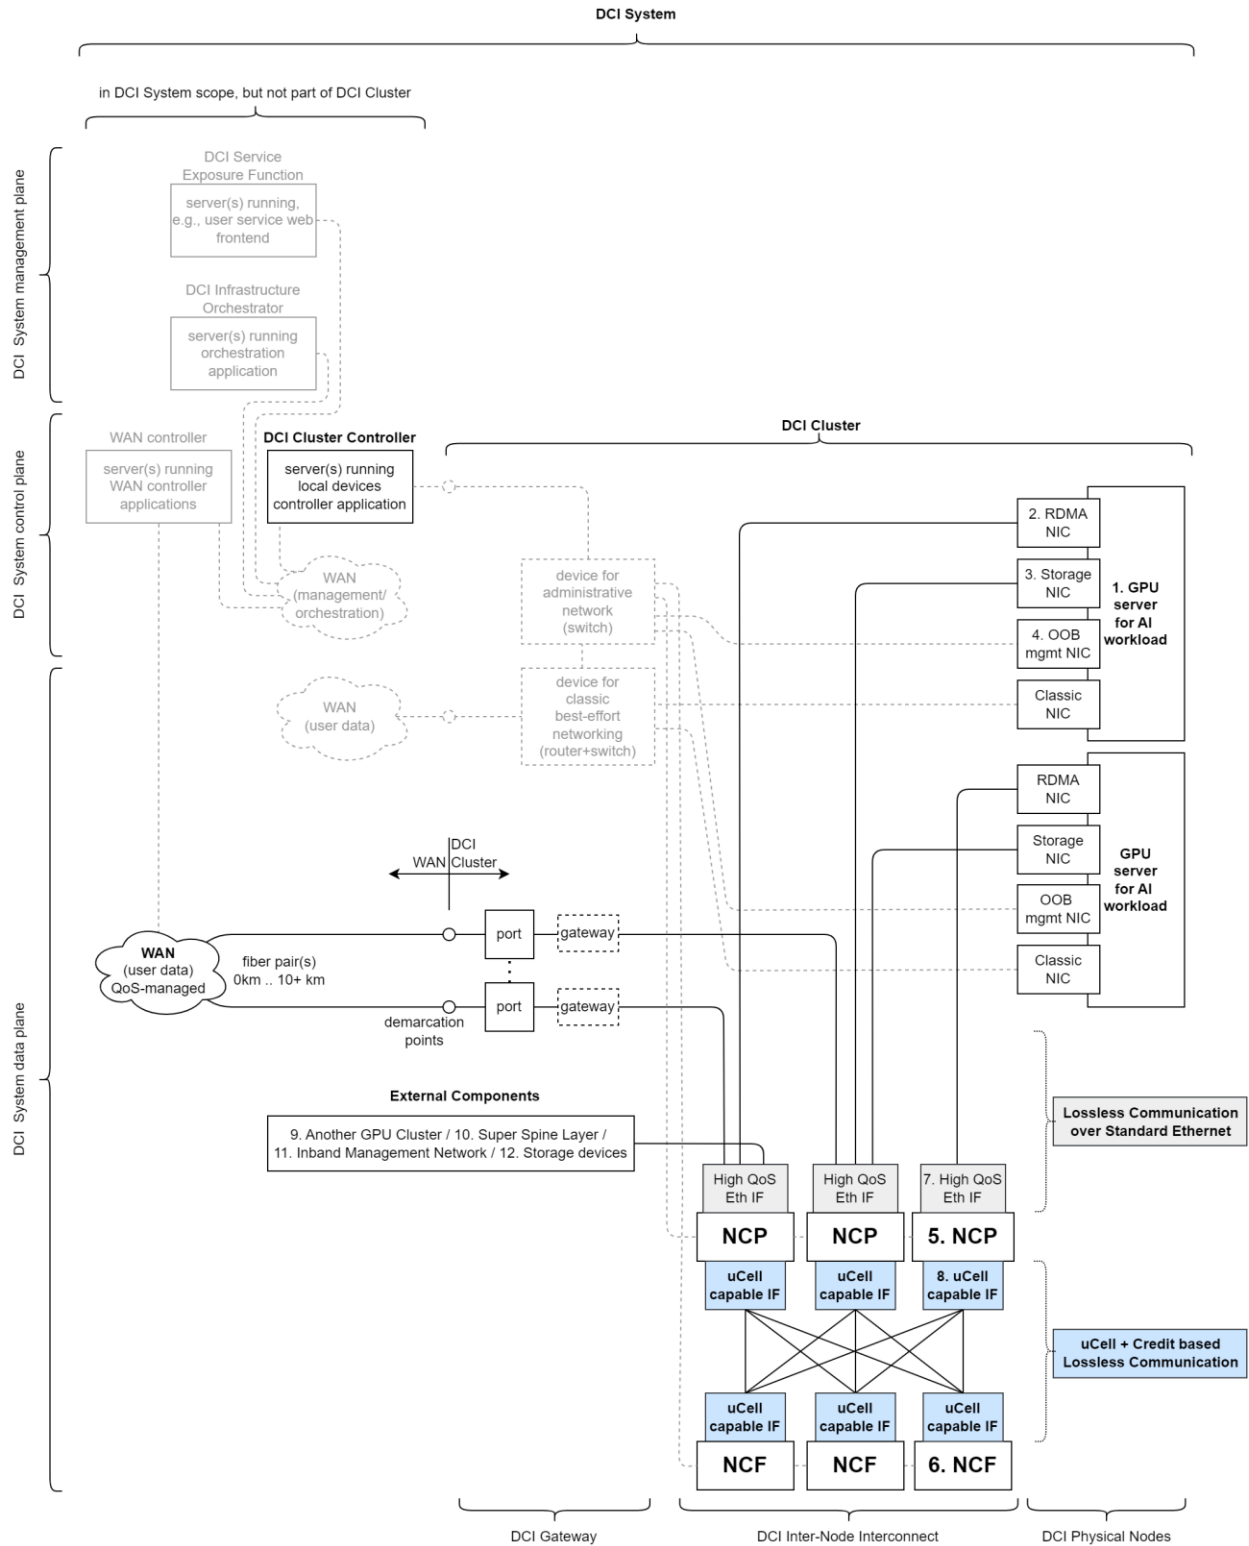 DCI System
in DCI System scope, but not part of DCI Cluster
DCI System management plane
DCI Service
Exposure Function
server(s) running,
e.g., user service web
frontend
DCI Infrastructure
Orchestrator
server(s) running
orchestration
application
DCI System control plane
WAN controller
server(s) running
WAN controller
applications
DCI Cluster Controller
server(s) running
local devices
controller application
DCI Cluster
WAN
(management/
orchestration)
device for
administrative
network
(switch)
2. RDMA
NIC
3. Storage
NIC
4. OOB
mgmt NIC
Classic
NIC
1. GPU
server
for AI
workload
WAN
(user data)
device for
classic
best-effort
networking
(router+switch)
RDMA
NIC
Storage
NIC
OOB
mgmt NIC
Classic
NIC
GPU
server
for AI
workload
DCI System data plane
DCI
WAN Cluster
WAN
(user data)
QoS-managed
fiber pair(s)
0km .. 10+ km
port
gateway
port
gateway
demarcation
points
External Components
9. Another GPU Cluster / 10. Super Spine Layer /
11. Inband Management Network / 12. Storage devices
Lossless Communication
over Standard Ethernet
High QoS
Eth IF
High QoS
Eth IF
7. High QoS
Eth IF
NCP
NCP
5. NCP
uCell
capable IF
uCell
capable IF
8. uCell
capable IF
uCell + Credit based
Lossless Communication
uCell
capable IF
uCell
capable IF
uCell
capable IF
NCF
NCF
6. NCF
DCI Gateway
DCI Inter-Node Interconnect
DCI Physical Nodes